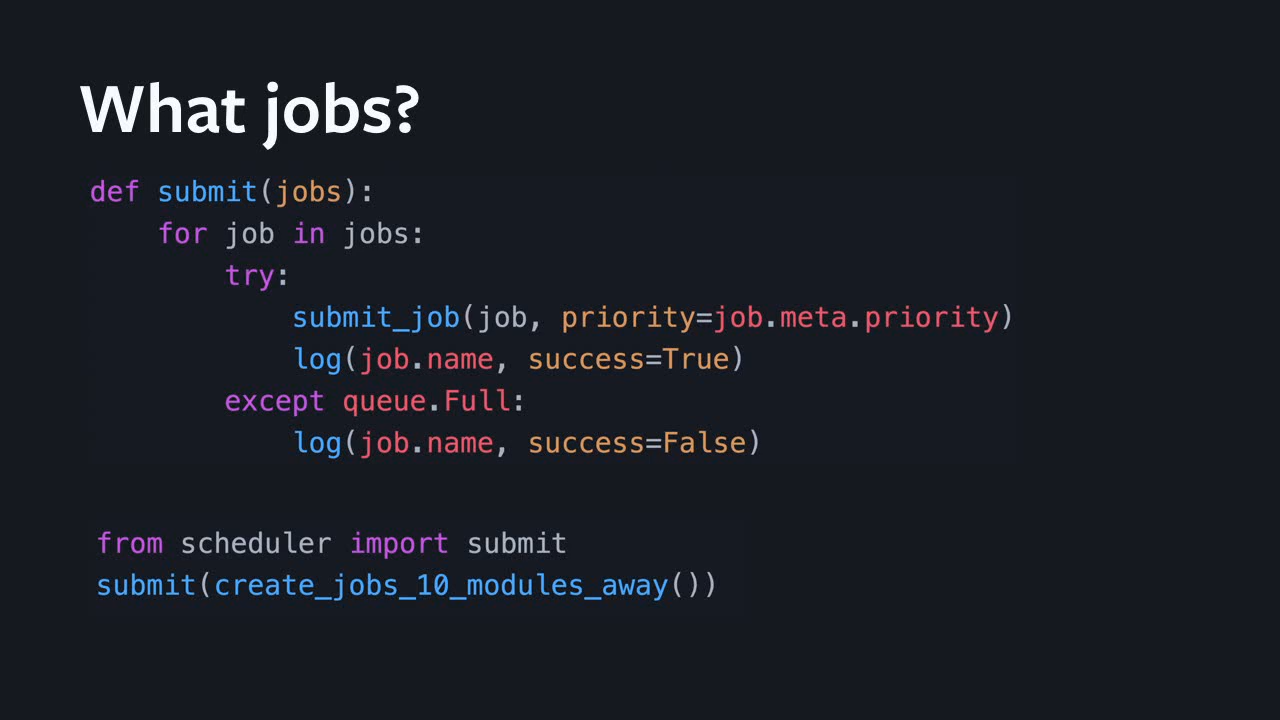 What jobs?
def submit(jobs):
    for job in jobs:
        try:
            submit_job(job, priority=job.meta.priority)
            log(job.name, success=True)
        except queue.Full:
            log(job.name, success=False)
from scheduler import submit
submit(create_jobs_10_modules_away())